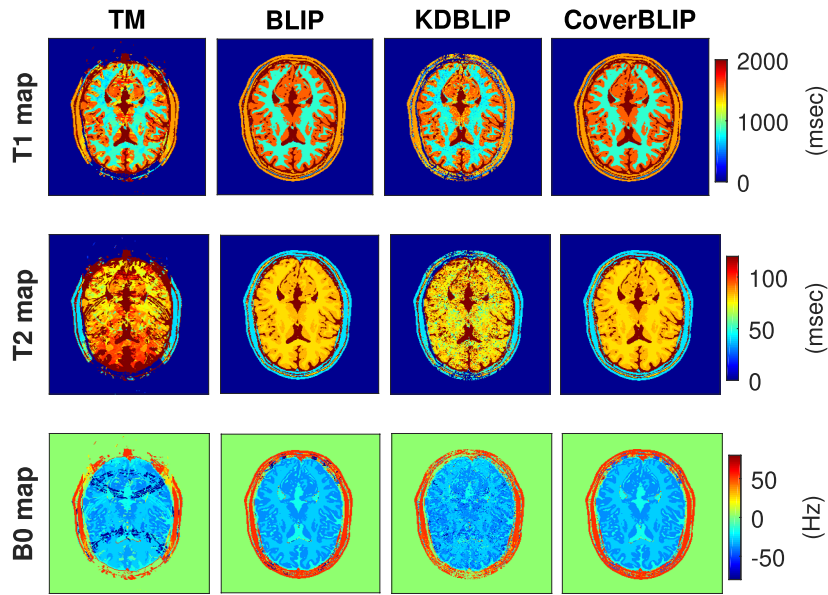 TM BLIP KDBLIP CoverBLIP
T1 map
2000
1000
0
(msec)
T2 map
100
50
0
(msec)
B0 map
50
0
-50
(Hz)